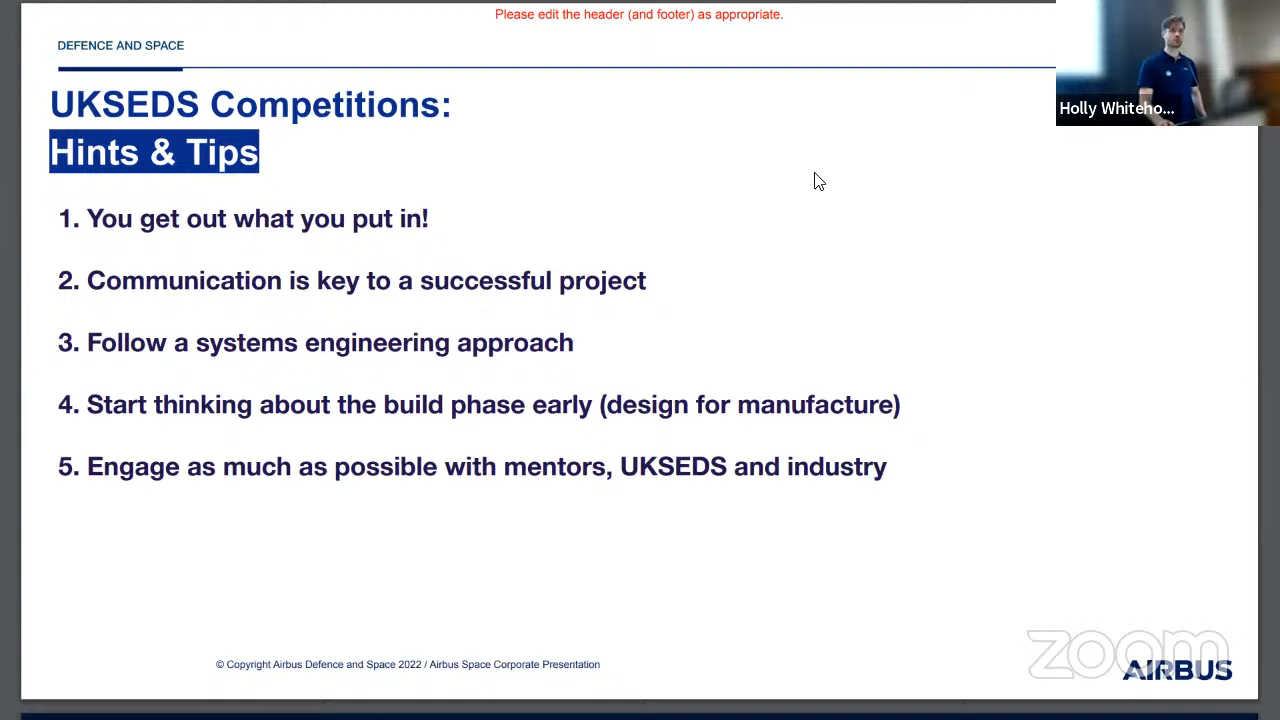 Please edit the header (and footer) as appropriate.
DEFENCE AND SPACE
Holly Whiteho...
UKSEDS Competitions:
Hints & Tips
1. You get out what you put in!
2. Communication is key to a successful project
3. Follow a systems engineering approach
4. Start thinking about the build phase early (design for manufacture)
5. Engage as much as possible with mentors, UKSEDS and industry
© Copyright Airbus Defence and Space 2022 / Airbus Space Corporate Presentation
zoom
AIRBUS